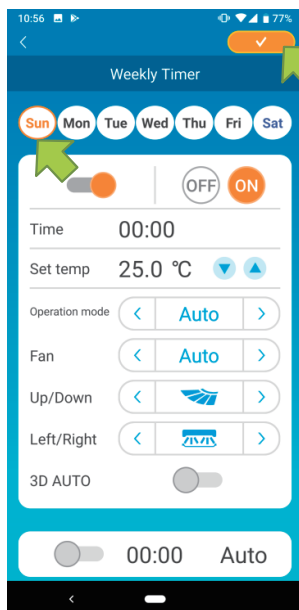 10:56 77%
Weekly Timer
Sun Mon Tue Wed Thu Fri Sat
OFF ON
Time 00:00
Set temp 25.0 ℃
Operation mode Auto
Fan Auto
Up/Down
Left/Right
3D AUTO
00:00 Auto